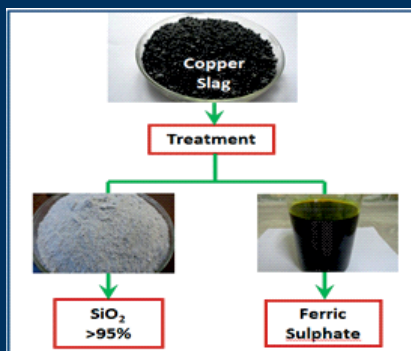 Copper
Slag
Treatment
SiO₂
>95%
Ferric
Sulphate